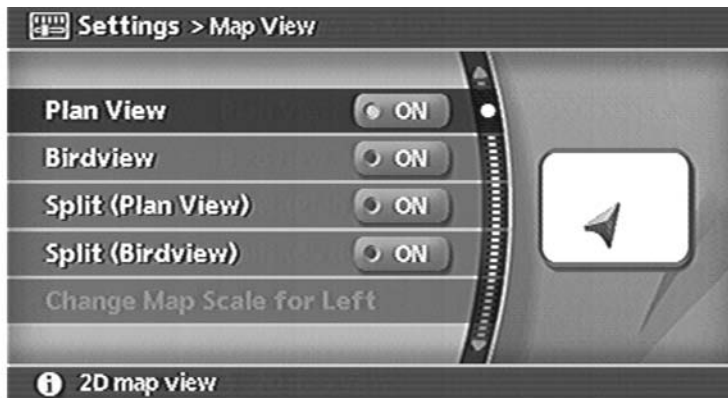 Settings > Map View
Plan View ON
Birdview ON
Split (Plan View) ON
Split (Birdview) ON
Change Map Scale for Left
2D map view